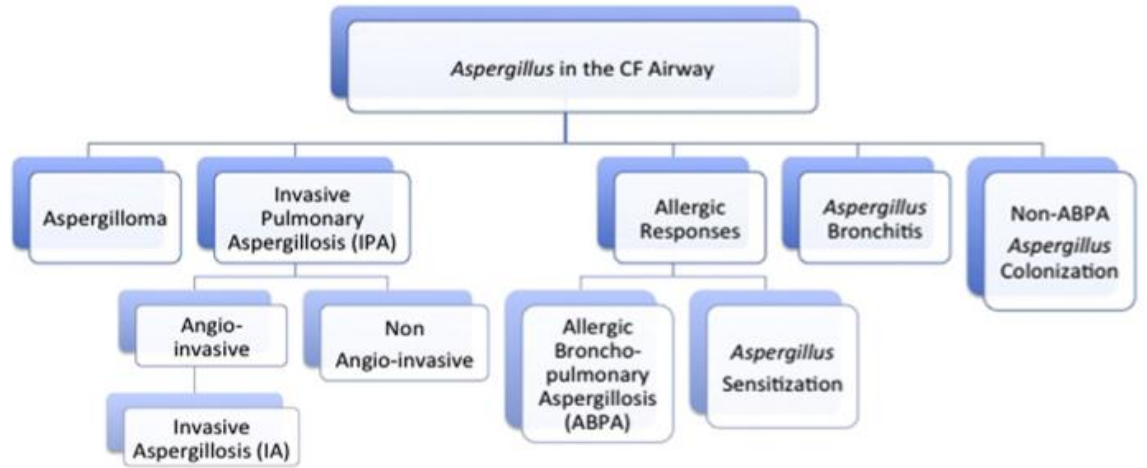 Aspergillus in the CF Airway
Aspergilloma
Invasive
Pulmonary
Aspergillosis (IPA)
Allergic
Responses
Aspergillus
Bronchitis
Non-ABPA
Aspergillus
Colonization
Angio-
invasive
Non
Angio-invasive
Allergic
Broncho-
pulmonary
Aspergillosis
(ABPA)
Aspergillus
Sensitization
Invasive
Aspergillosis (IA)